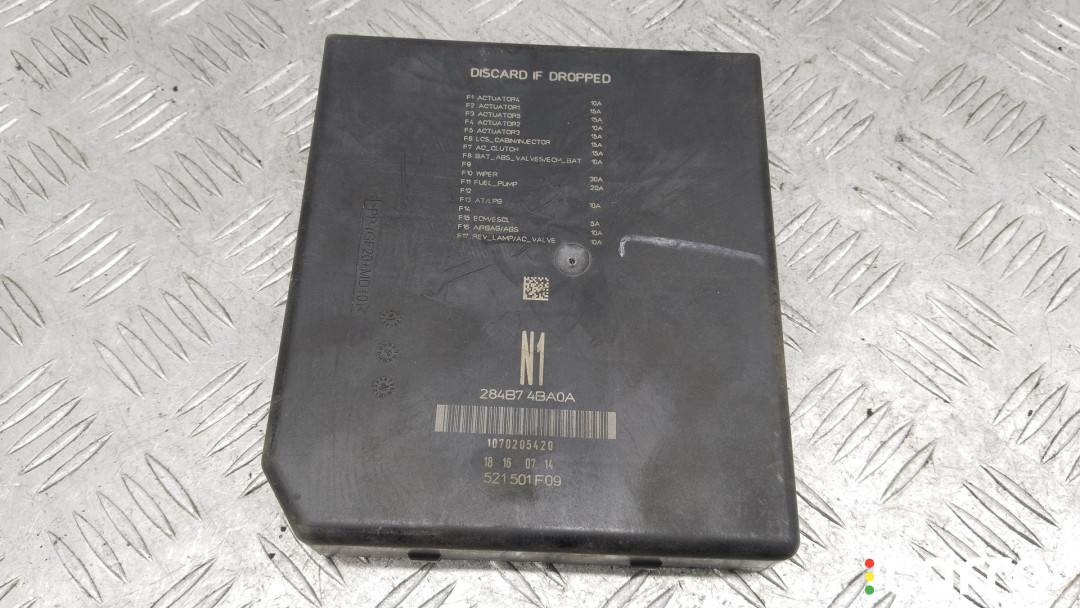 DISCARD IF DROPPED
F1 ACTUATOR4 10A
F2 ACTUATOR1 15A
F3 ACTUATOR5 15A
F4 ACTUATOR2 10A
F5 ACTUATOR3 15A
F6 LCS_CABIN/INJECTOR 15A
F7 AC_CLUTCH 15A
F8 BAT_ABS_VALVES/ECM_BAT 10A
F9
F10 WIPER 30A
F11 FUEL_PUMP 20A
F12
F13 AT/LPG 10A
F14
F15 ECM/ESCL 5A
F16 AIRBAG/ABS 10A
F17 REV_LAMP/AC_VALVE 10A
N1
284B7 4BA0A
1070205420
18 16 07 14
521501F09